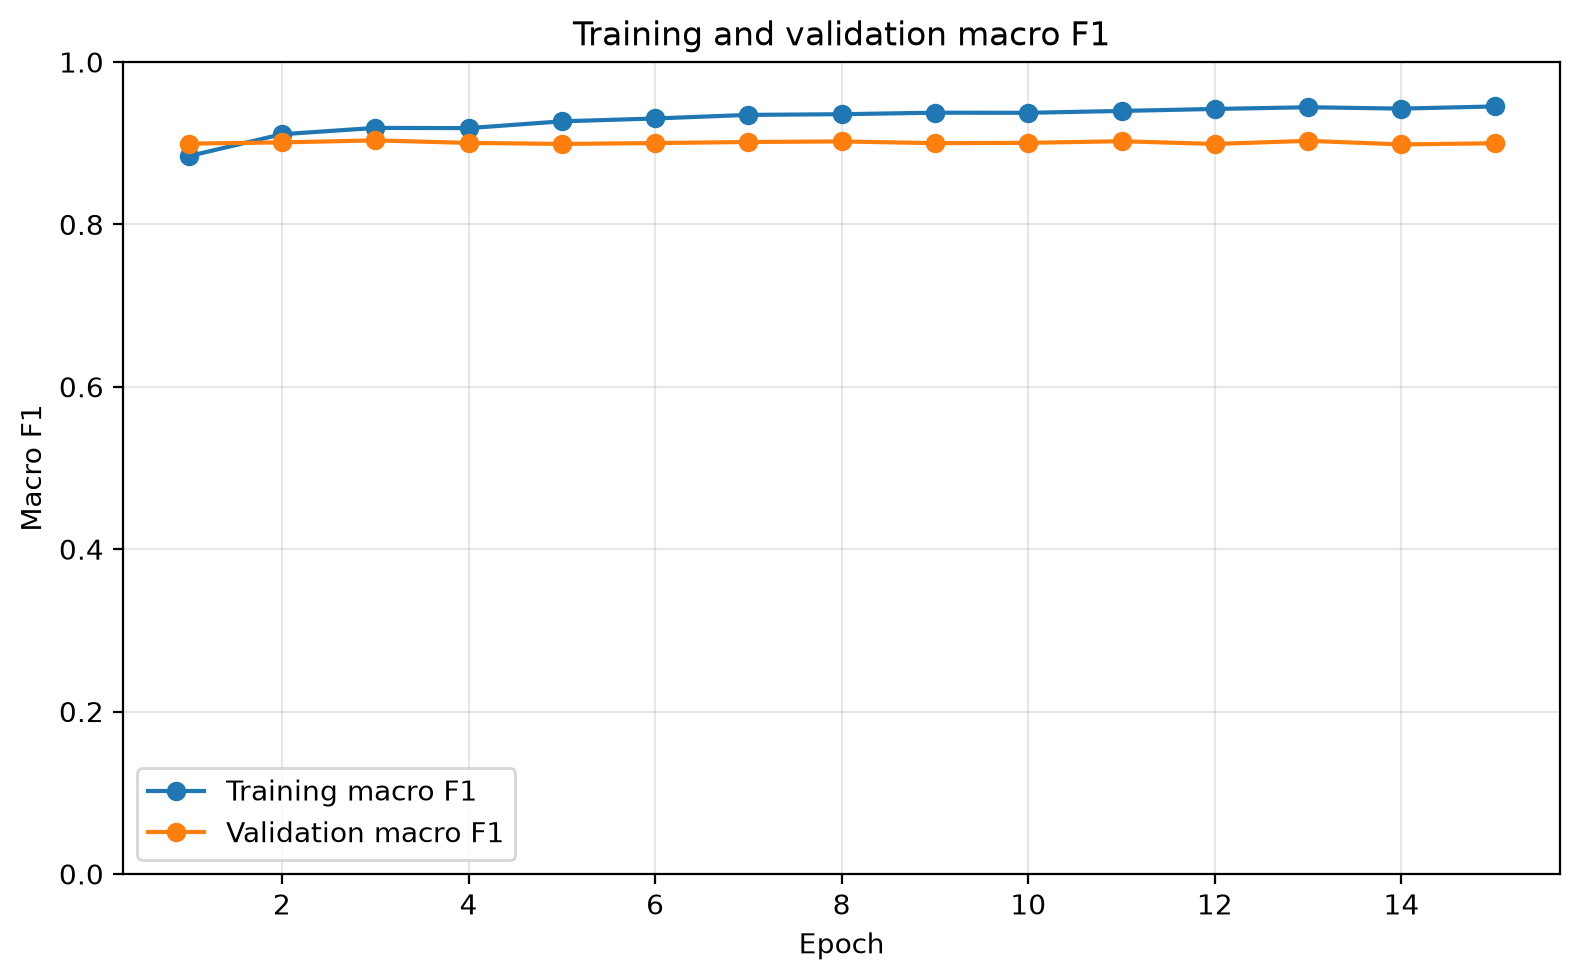 Training and validation macro F1
1.0
0.8
0.6
0.4
0.2
0.0
Macro F1
Training macro F1
Validation macro F1
2 4 6 8 10 12 14
Epoch